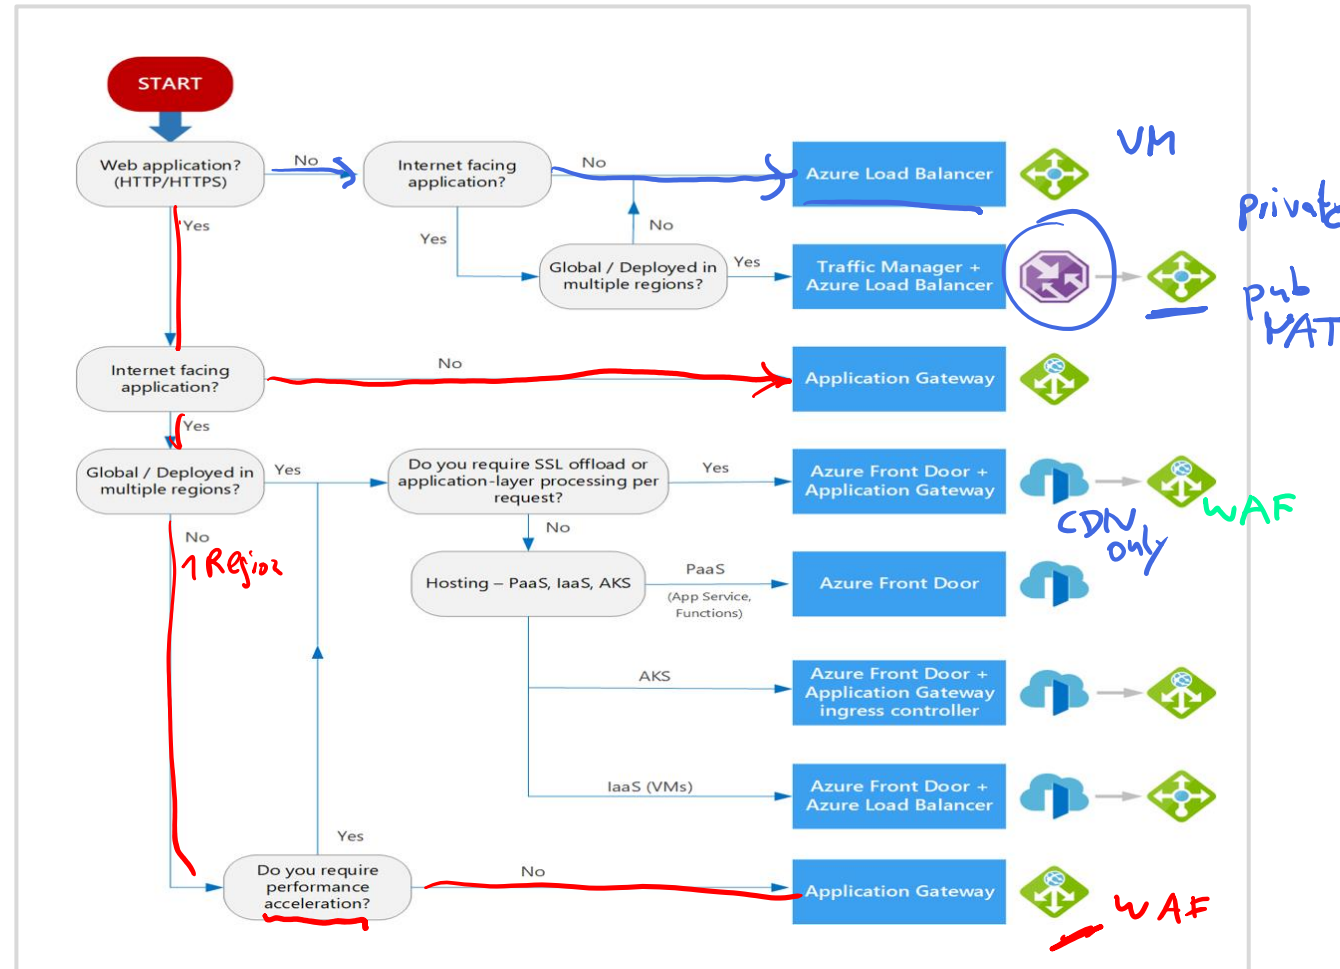 START
Web application?
(HTTP/HTTPS)
No
Internet facing
application?
No
Azure Load Balancer
VM
Yes
Yes
No
private
Global / Deployed in
multiple regions?
Yes
Traffic Manager +
Azure Load Balancer
pub
NAT
Internet facing
application?
No
Application Gateway
Yes
Global / Deployed in
multiple regions?
Yes
Do you require SSL offload or
application-layer processing per
request?
Yes
Azure Front Door +
Application Gateway
WAF
CDN
only
No
1 Region
No
Hosting – PaaS, IaaS, AKS
PaaS
(App Service,
Functions)
Azure Front Door
AKS
Azure Front Door +
Application Gateway
ingress controller
IaaS (VMs)
Azure Front Door +
Azure Load Balancer
Yes
Do you require
performance
acceleration?
No
Application Gateway
WAF